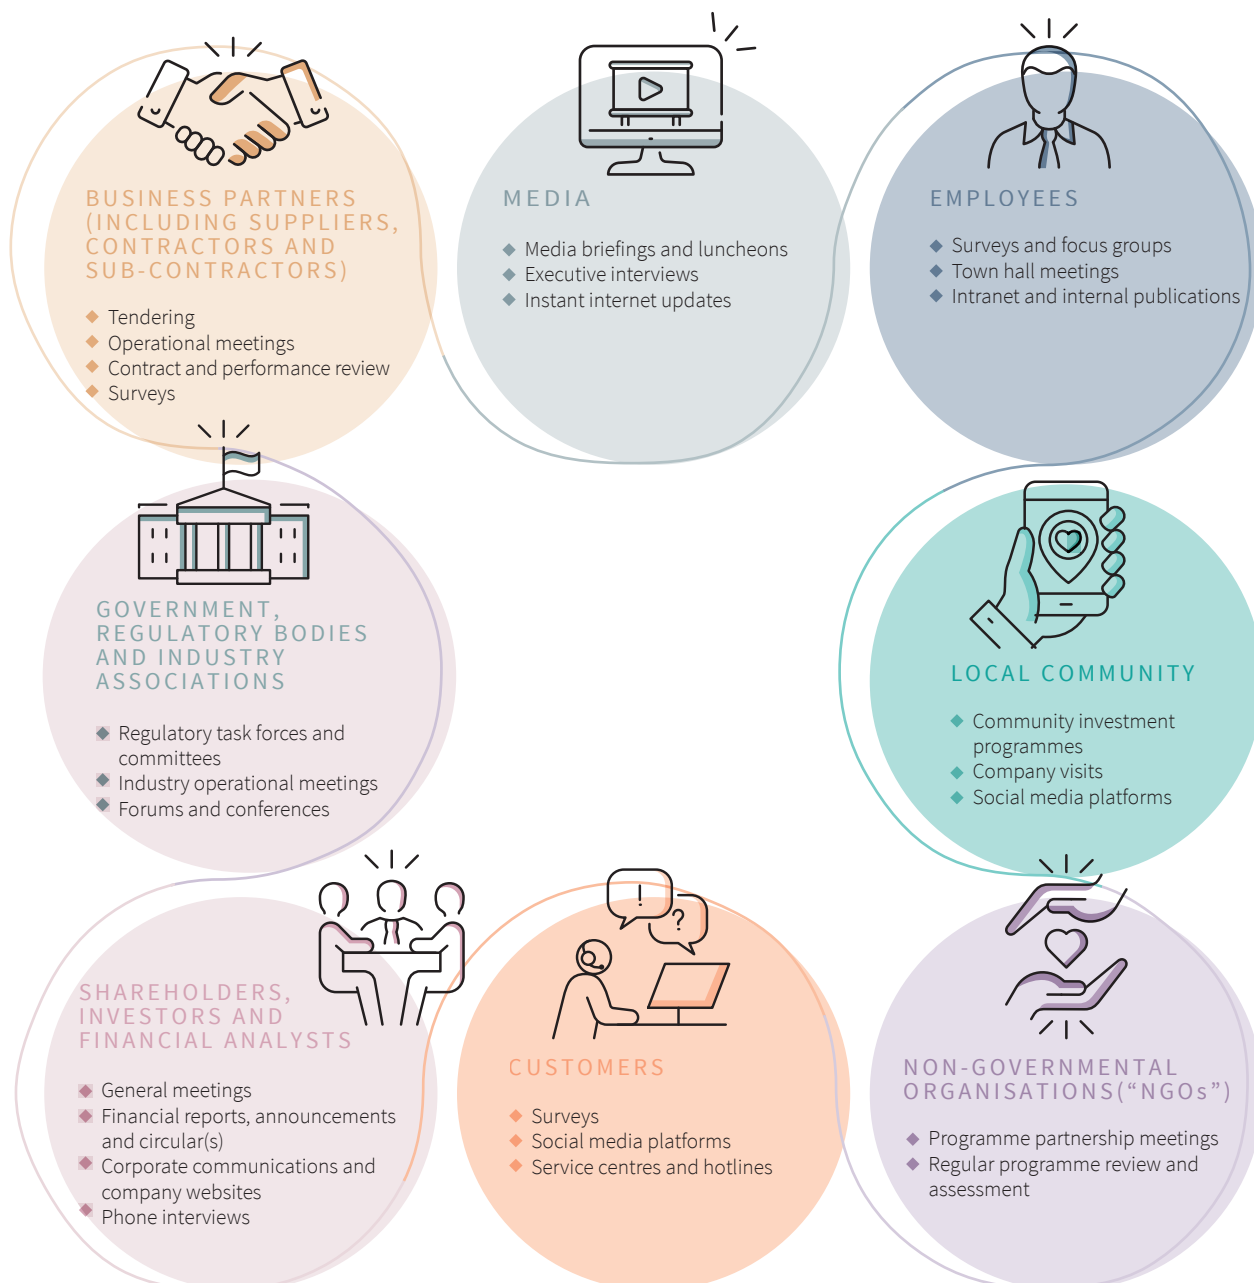 BUSINESS PARTNERS
(INCLUDING SUPPLIERS,
CONTRACTORS AND
SUB-CONTRACTORS)
Tendering
Operational meetings
Contract and performance review
Surveys
MEDIA
Media briefings and luncheons
Executive interviews
Instant internet updates
EMPLOYEES
Surveys and focus groups
Town hall meetings
Intranet and internal publications
GOVERNMENT,
REGULATORY BODIES
AND INDUSTRY
ASSOCIATIONS
Regulatory task forces and
committees
Industry operational meetings
Forums and conferences
LOCAL COMMUNITY
Community investment
programmes
Company visits
Social media platforms
SHAREHOLDERS,
INVESTORS AND
FINANCIAL ANALYSTS
General meetings
Financial reports, announcements
and circular(s)
Corporate communications and
company websites
Phone interviews
! ?
CUSTOMERS
Surveys
Social media platforms
Service centres and hotlines
NON-GOVERNMENTAL
ORGANISATIONS(“NGOs”)
Programme partnership meetings
Regular programme review and
assessment